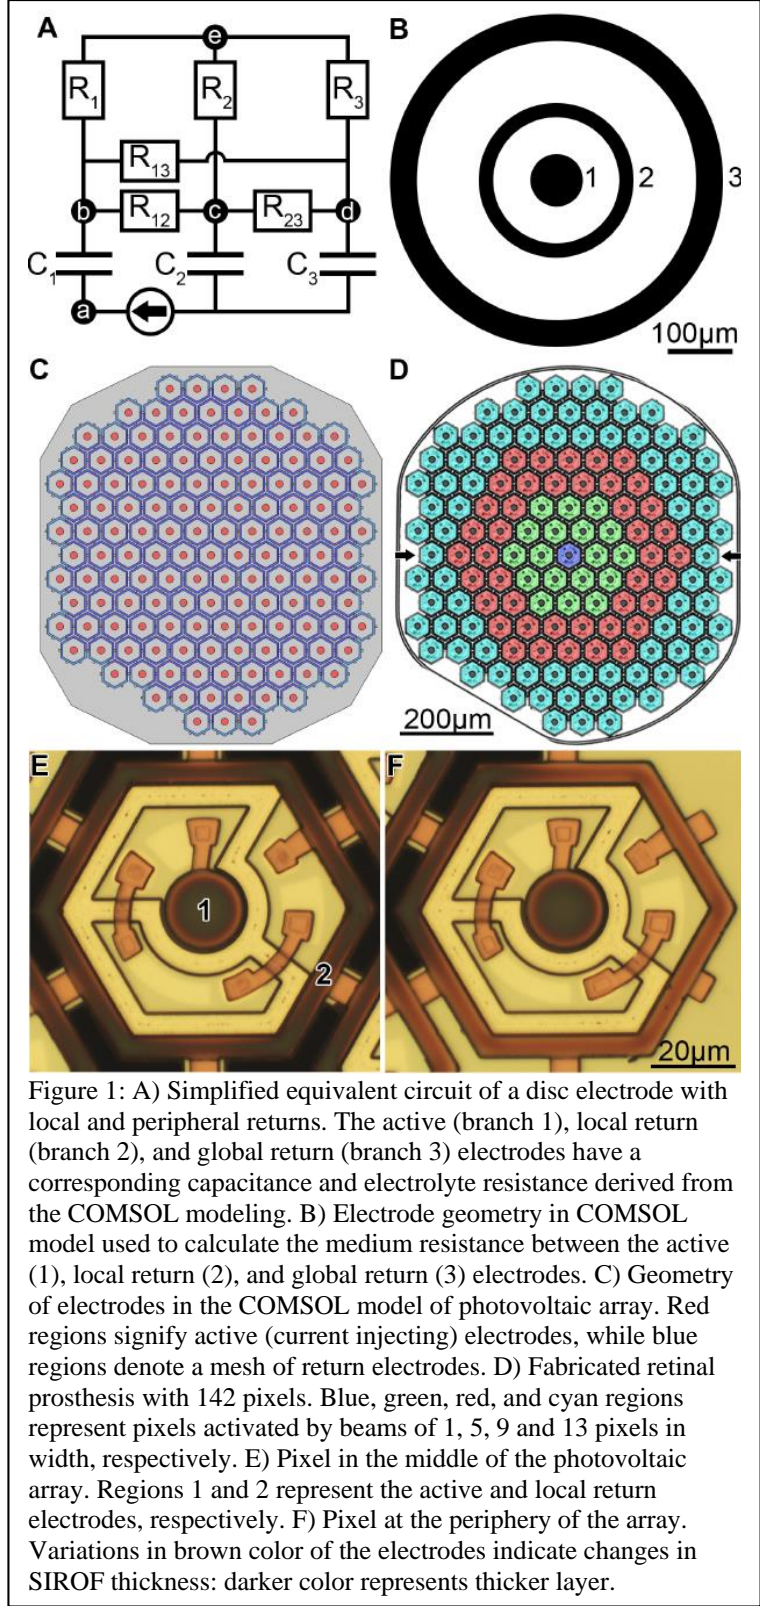 A
B
e
R1
R2
R3
R13
b
R12
c
R23
d
C1
C2
C3
a
1
2
3
100µm
C
D
200µm
E
F
1
2
20µm
Figure 1: A) Simplified equivalent circuit of a disc electrode with
local and peripheral returns. The active (branch 1), local return
(branch 2), and global return (branch 3) electrodes have a
corresponding capacitance and electrolyte resistance derived from
the COMSOL modeling. B) Electrode geometry in COMSOL
model used to calculate the medium resistance between the active
(1), local return (2), and global return (3) electrodes. C) Geometry
of electrodes in the COMSOL model of photovoltaic array. Red
regions signify active (current injecting) electrodes, while blue
regions denote a mesh of return electrodes. D) Fabricated retinal
prosthesis with 142 pixels. Blue, green, red, and cyan regions
represent pixels activated by beams of 1, 5, 9 and 13 pixels in
width, respectively. E) Pixel in the middle of the photovoltaic
array. Regions 1 and 2 represent the active and local return
electrodes, respectively. F) Pixel at the periphery of the array.
Variations in brown color of the electrodes indicate changes in
SIROF thickness: darker color represents thicker layer.